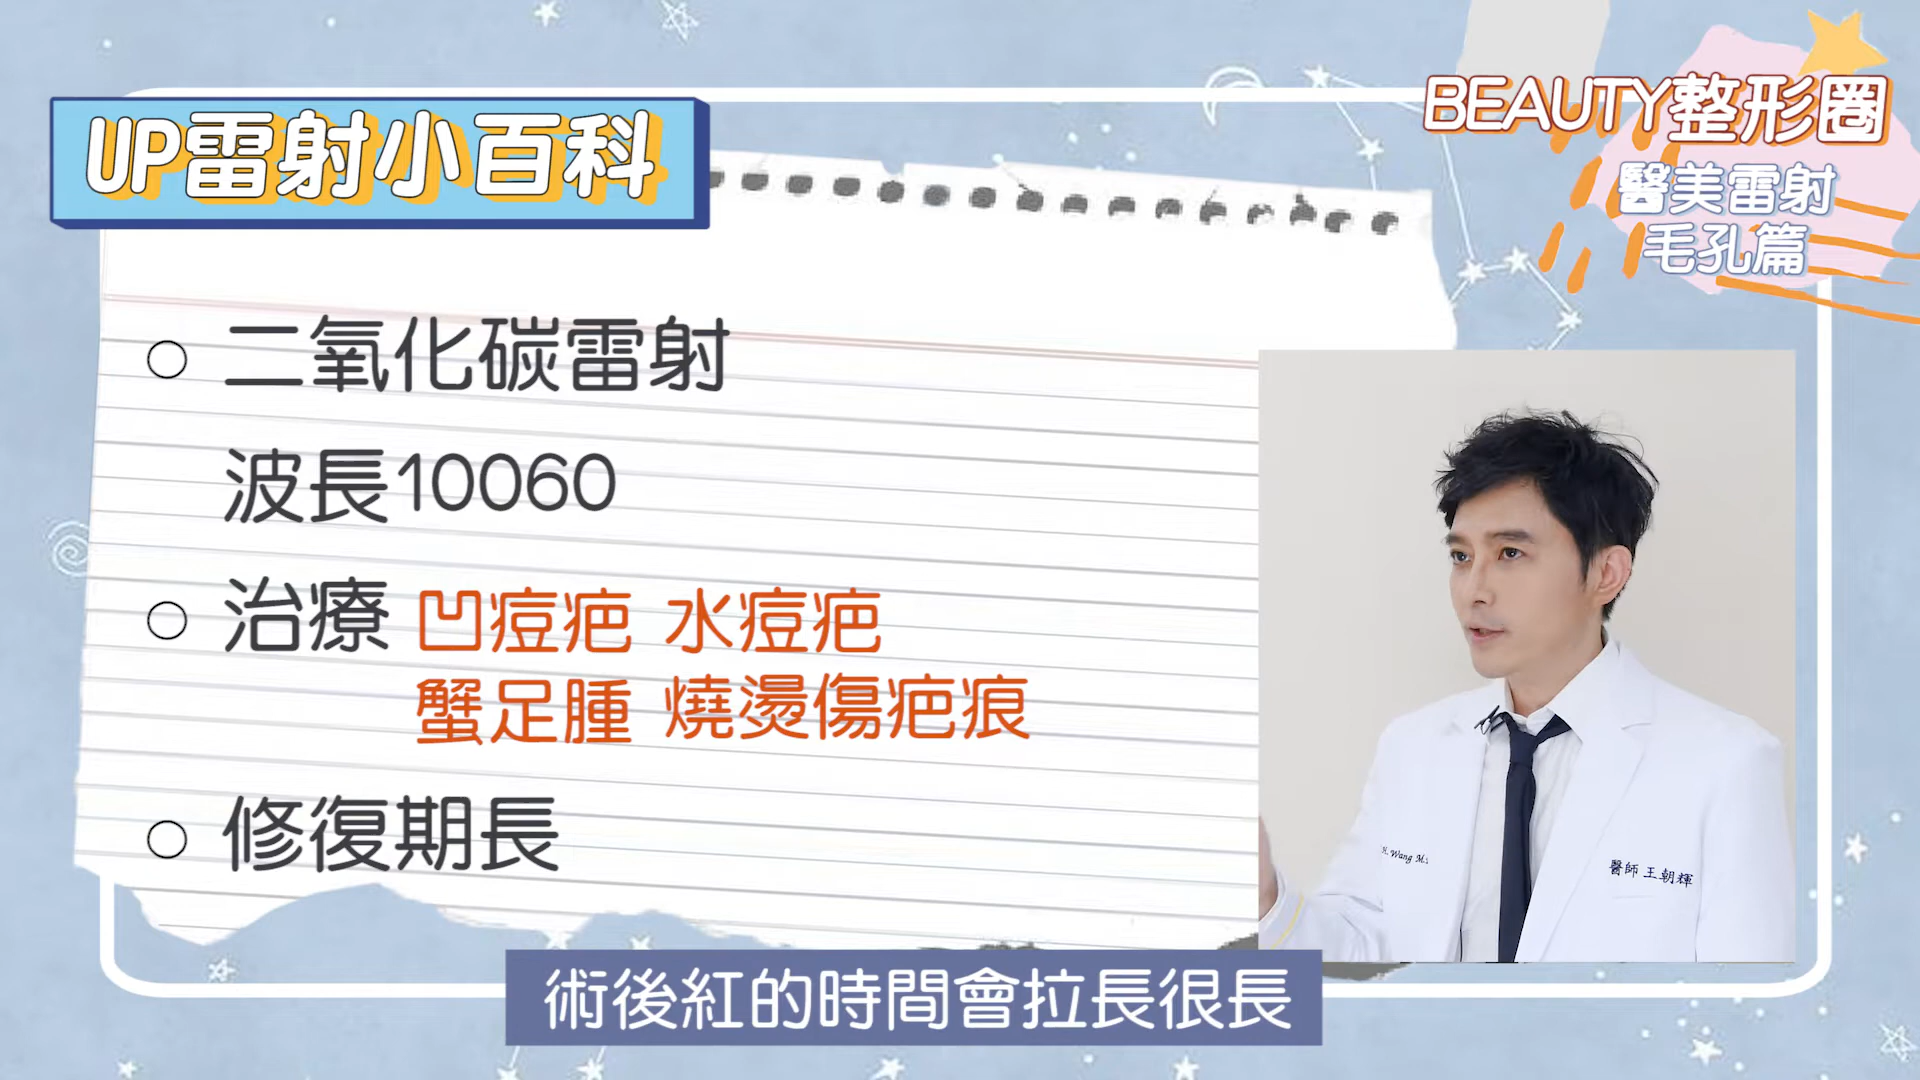 UP雷射小百科
BEAUTY整形圈
醫美雷射
毛孔篇
二氧化碳雷射
波長10060
治療 凹痘疤 水痘疤
蟹足腫 燒燙傷疤痕
修復期長
H. Wang M.
醫師 王朝輝
術後紅的時間會拉長很長